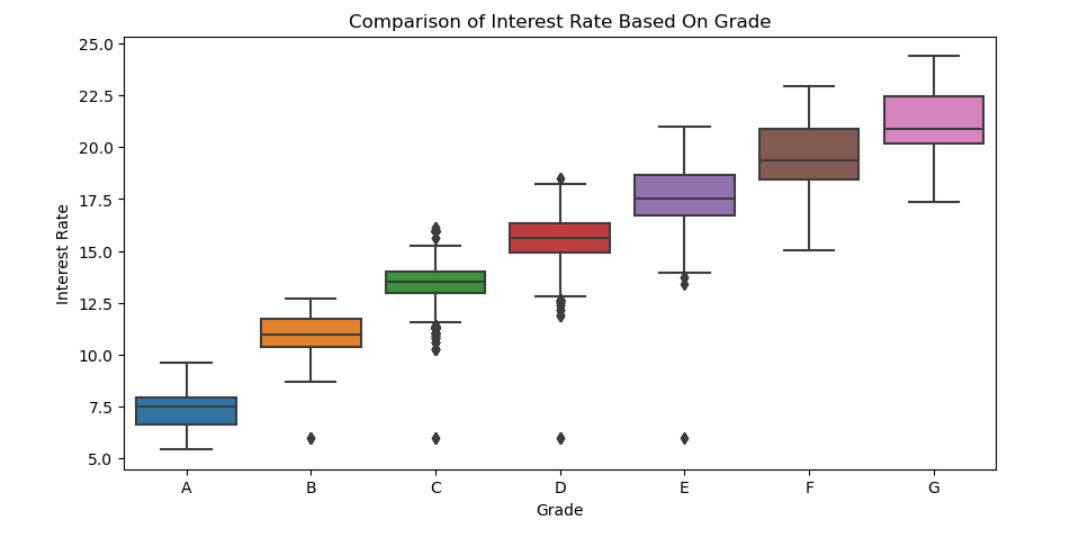 Comparison of Interest Rate Based On Grade
25.0
22.5
20.0
17.5
15.0
12.5
10.0
7.5
5.0
Interest Rate
A B C D E F G
Grade